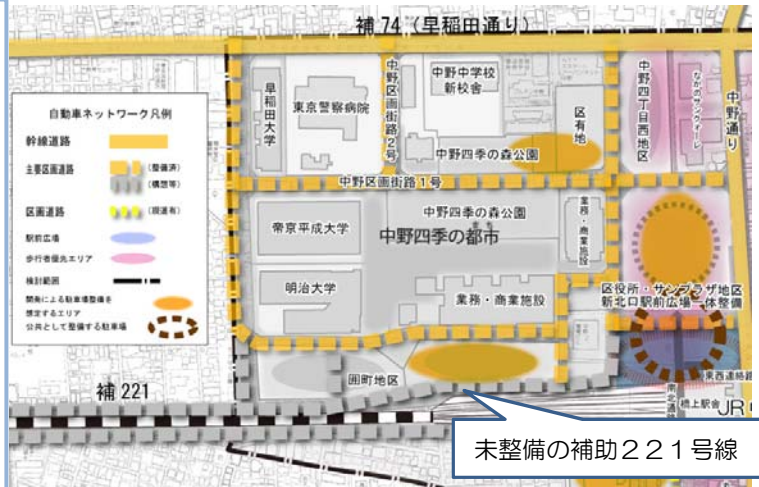 補 74 (早稲田通り)
自動車ネットワーク凡例
幹線道路
主要区画道路
(整備済)
(構想等)
区画道路
(現道有)
駅前広場
歩行者優先エリア
検討範囲
開発による駐車場整備を
想定するエリア
公共として整備する駐車場
早稲田大学
東京警察病院
中野区画街路2号
中野中学校
新校舎
区有地
中野四丁目西地区
なかのサンクォーレ
中野通り
中野四季の森公園
中野区画街路1号
帝京平成大学
中野四季の森公園
中野四季の都市
業務・商業施設
明治大学
業務・商業施設
区役所・サンプラザ地区
新北口駅前広場一体整備
囲町地区
補 221
東西連絡路
南北通路
橋上駅舎
JR
未整備の補助221号線